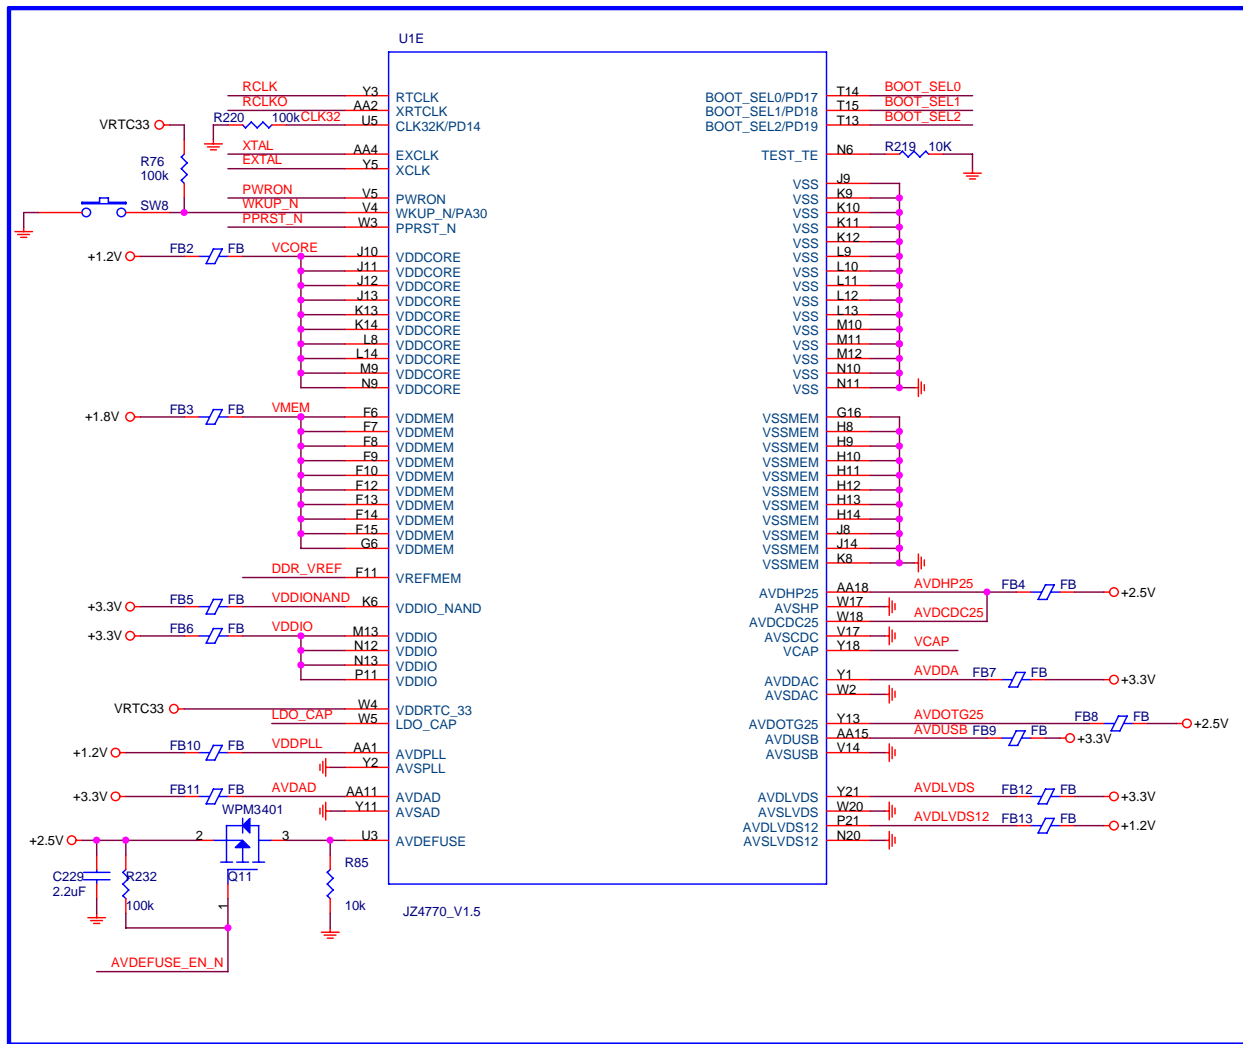 U1E
RCLK Y3 RTCLK
RCLKO AA2 XRTCLK
R220 100k CLK32 U5 CLK32K/PD14
VRTC33
XTAL AA4 EXCLK
EXTAL Y5 XCLK
R76
100k
PWRON V5 PWRON
SW8 WKUP_N V4 WKUP_N/PA30
PPRST_N W3 PPRST_N
+1.2V FB2 FB VCORE J10 VDDCORE
J11 VDDCORE
J12 VDDCORE
J13 VDDCORE
K13 VDDCORE
K14 VDDCORE
L8 VDDCORE
L14 VDDCORE
M9 VDDCORE
N9 VDDCORE
+1.8V FB3 FB VMEM F6 VDDMEM
F7 VDDMEM
F8 VDDMEM
F9 VDDMEM
F10 VDDMEM
F12 VDDMEM
F13 VDDMEM
F14 VDDMEM
F15 VDDMEM
G6 VDDMEM
DDR_VREF F11 VREFMEM
+3.3V FB5 FB VDDIONAND K6 VDDIO_NAND
+3.3V FB6 FB VDDIO M13 VDDIO
N12 VDDIO
N13 VDDIO
P11 VDDIO
VRTC33 W4 VDDRTC_33
LDO_CAP W5 LDO_CAP
+1.2V FB10 FB VDDPLL AA1 AVDPLL
Y2 AVSPLL
+3.3V FB11 FB AVDAD AA11 AVDAD
Y11 AVSAD
WPM3401
+2.5V 2 3 U3 AVDEFUSE
C229
2.2uF
R232
100k
Q11
1
R85
10k
AVDEFUSE_EN_N
JZ4770_V1.5
BOOT_SEL0/PD17 T14 BOOT_SEL0
BOOT_SEL1/PD18 T15 BOOT_SEL1
BOOT_SEL2/PD19 T13 BOOT_SEL2
TEST_TE N6 R219 10K
VSS J9
VSS K9
VSS K10
VSS K11
VSS K12
VSS L9
VSS L10
VSS L11
VSS L12
VSS L13
VSS M10
VSS M11
VSS M12
VSS N10
VSS N11
VSSMEM G16
VSSMEM H8
VSSMEM H9
VSSMEM H10
VSSMEM H11
VSSMEM H12
VSSMEM H13
VSSMEM H14
VSSMEM J8
VSSMEM J14
VSSMEM K8
AVDHP25 AA18 AVDHP25 FB4 FB +2.5V
AVSHP W17
AVDCDC25 W18 AVDCDC25
AVSCDC V17
VCAP Y18 VCAP
AVDDAC Y1 AVDDA FB7 FB +3.3V
AVSDAC W2
AVDOTG25 Y13 AVDOTG25 FB8 FB +2.5V
AVDUSB AA15 AVDUSB FB9 FB +3.3V
AVSUSB V14
AVDLVDS Y21 AVDLVDS FB12 FB +3.3V
AVSLVDS W20
AVDLVDS12 P21 AVDLVDS12 FB13 FB +1.2V
AVSLVDS12 N20